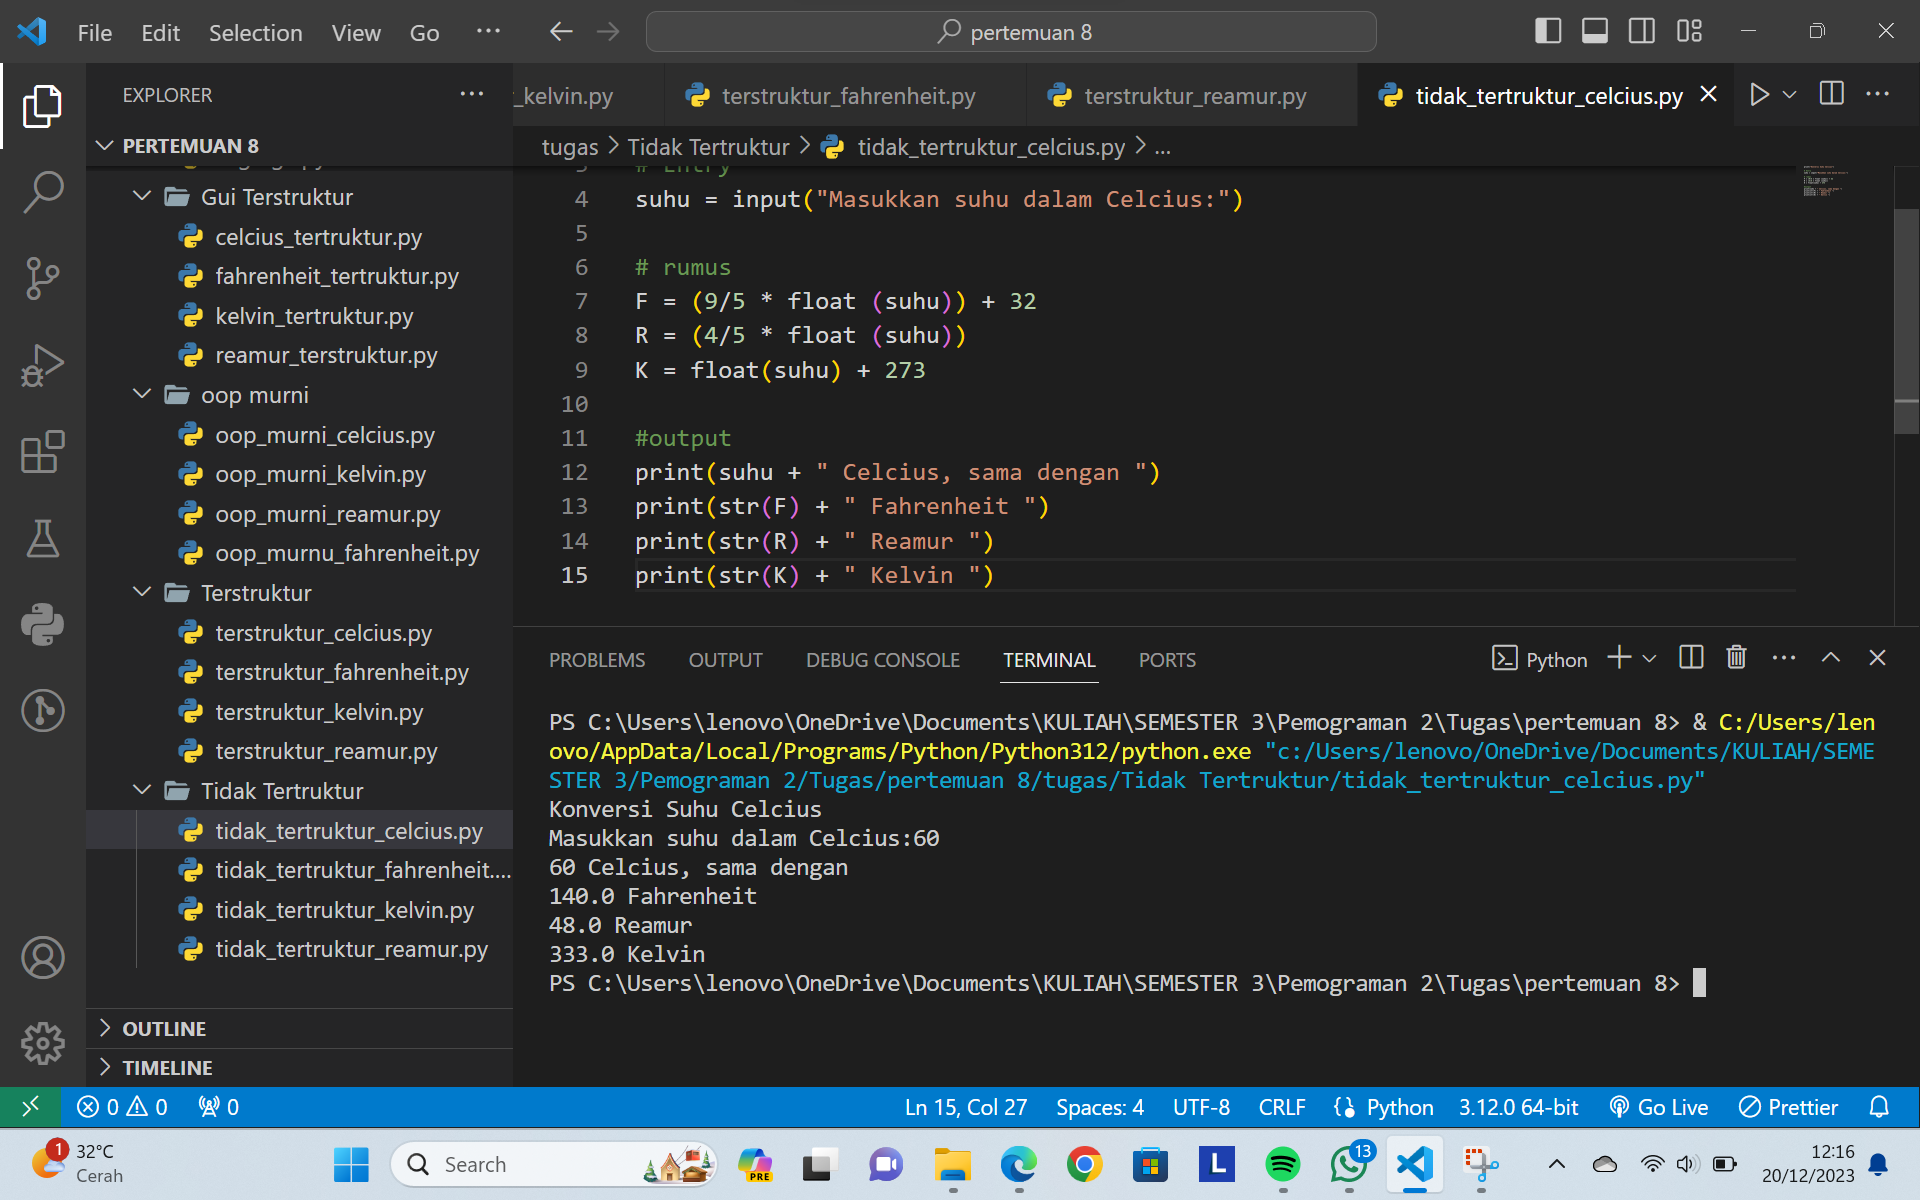 File Edit Selection View Go ...
pertemuan 8
EXPLORER
PERTEMUAN 8
Gui Terstruktur
celcius_tertruktur.py
fahrenheit_tertruktur.py
kelvin_tertruktur.py
reamur_terstruktur.py
oop murni
oop_murni_celcius.py
oop_murni_kelvin.py
oop_murni_reamur.py
oop_murnu_fahrenheit.py
Terstruktur
terstruktur_celcius.py
terstruktur_fahrenheit.py
terstruktur_kelvin.py
terstruktur_reamur.py
Tidak Tertruktur
tidak_tertruktur_celcius.py
tidak_tertruktur_fahrenheit....
tidak_tertruktur_kelvin.py
tidak_tertruktur_reamur.py
OUTLINE
TIMELINE
_kelvin.py terstruktur_fahrenheit.py terstruktur_reamur.py tidak_tertruktur_celcius.py
tugas > Tidak Tertruktur > tidak_tertruktur_celcius.py > ...
3 # Entry
4 suhu = input("Masukkan suhu dalam Celcius:")
5
6 # rumus
7 F = (9/5 * float (suhu)) + 32
8 R = (4/5 * float (suhu))
9 K = float(suhu) + 273
10
11 #output
12 print(suhu + " Celcius, sama dengan ")
13 print(str(F) + " Fahrenheit ")
14 print(str(R) + " Reamur ")
15 print(str(K) + " Kelvin ")
PROBLEMS OUTPUT DEBUG CONSOLE TERMINAL PORTS
Python
PS C:\Users\lenovo\OneDrive\Documents\KULIAH\SEMESTER 3\Pemograman 2\Tugas\pertemuan 8> & C:/Users/len
ovo/AppData/Local/Programs/Python/Python312/python.exe "c:/Users/lenovo/OneDrive/Documents/KULIAH/SEME
STER 3/Pemograman 2/Tugas/pertemuan 8/tugas/Tidak Tertruktur/tidak_tertruktur_celcius.py"
Konversi Suhu Celcius
Masukkan suhu dalam Celcius:60
60 Celcius, sama dengan
140.0 Fahrenheit
48.0 Reamur
333.0 Kelvin
PS C:\Users\lenovo\OneDrive\Documents\KULIAH\SEMESTER 3\Pemograman 2\Tugas\pertemuan 8>
0 0 0 Ln 15, Col 27 Spaces: 4 UTF-8 CRLF Python 3.12.0 64-bit Go Live Prettier
1 32°C
Cerah
Search
PRE
L
13
12:16
20/12/2023